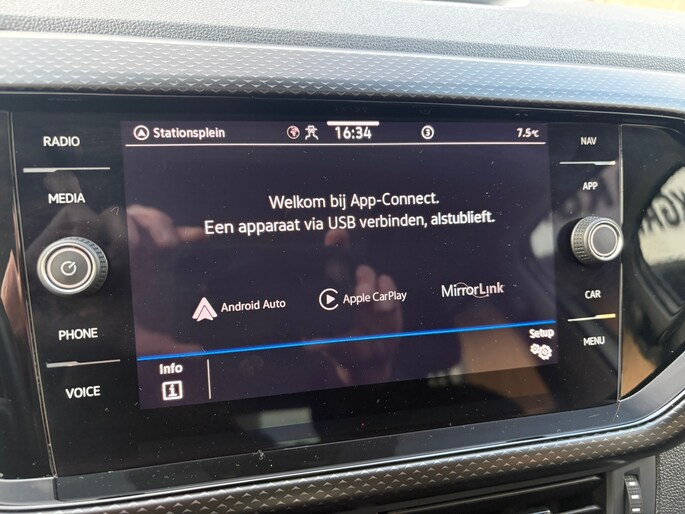 RADIO
MEDIA
PHONE
VOICE
Stationsplein
16:34
3
7.5°C
Welkom bij App-Connect.
Een apparaat via USB verbinden, alstublieft.
Android Auto
Apple CarPlay
MirrorLink
Info
Setup
NAV
APP
CAR
MENU